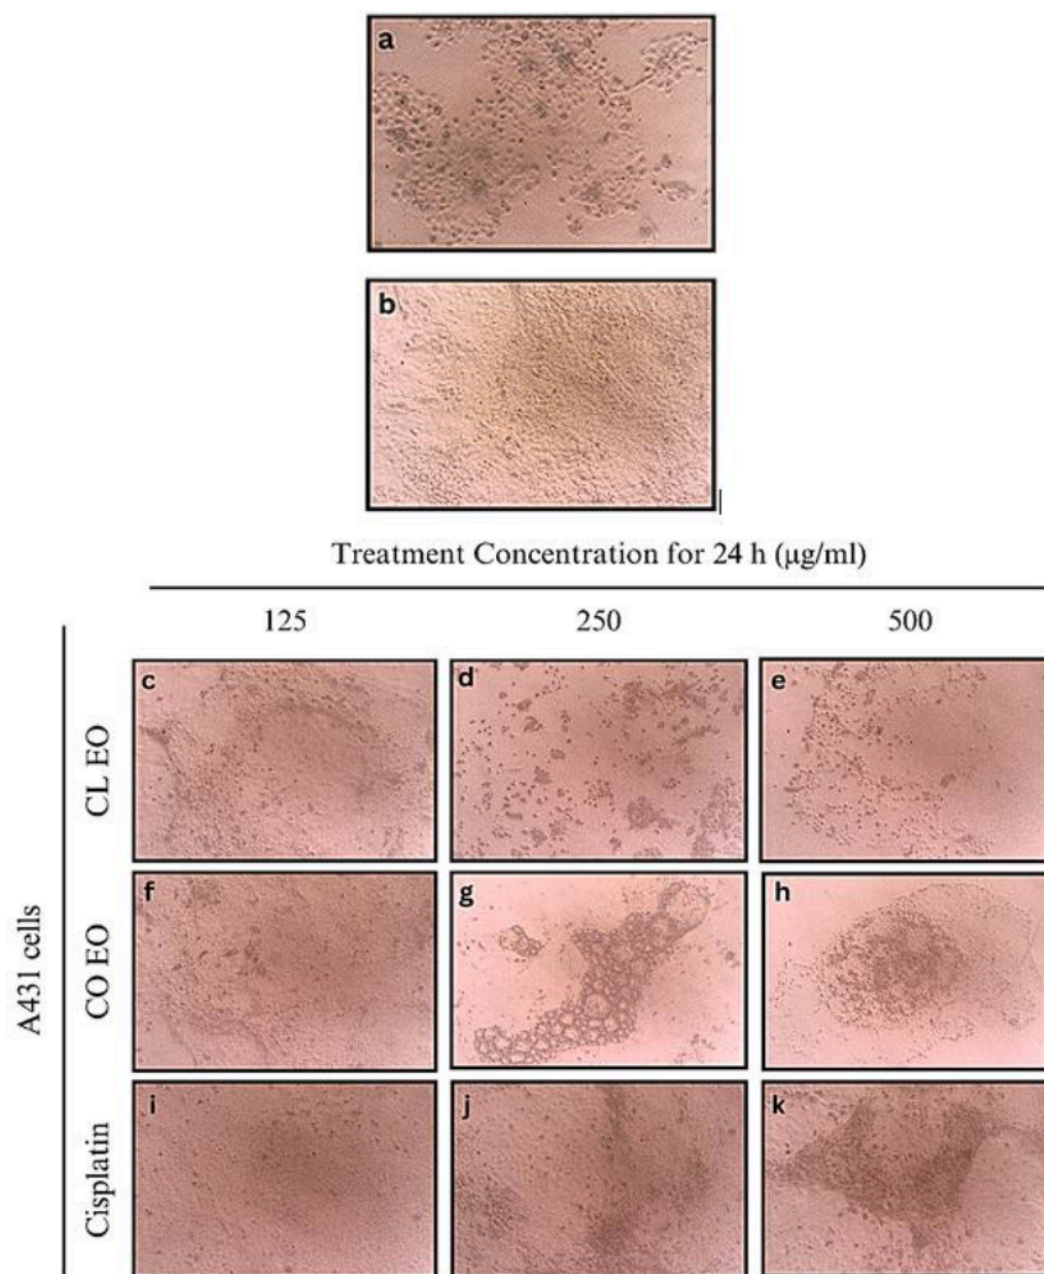 a
b
Treatment Concentration for 24 h (µg/ml)
125 250 500
A431 cells
CL EO
c d e
CO EO
f g h
Cisplatin
i j k